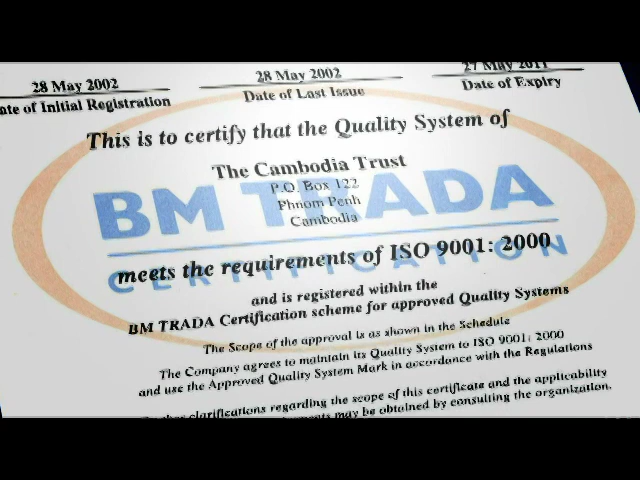 28 May 2002
28 May 2002
27 May 2011
ate of Initial Registration
Date of Last Issue
Date of Expiry
This is to certify that the Quality System of
The Cambodia Trust
P.O. Box 122
Phnom Penh
Cambodia
BM TRADA
CERTIFICATION
meets the requirements of ISO 9001: 2000
and is registered within the
BM TRADA Certification scheme for approved Quality Systems
The Scope of the approval is as shown in the Schedule
The Company agrees to maintain its Quality System to ISO 9001: 2000
and use the Approved Quality System Mark in accordance with the Regulations
clarifications regarding the scope of this certificate and the applicability
may be obtained by consulting the organization.